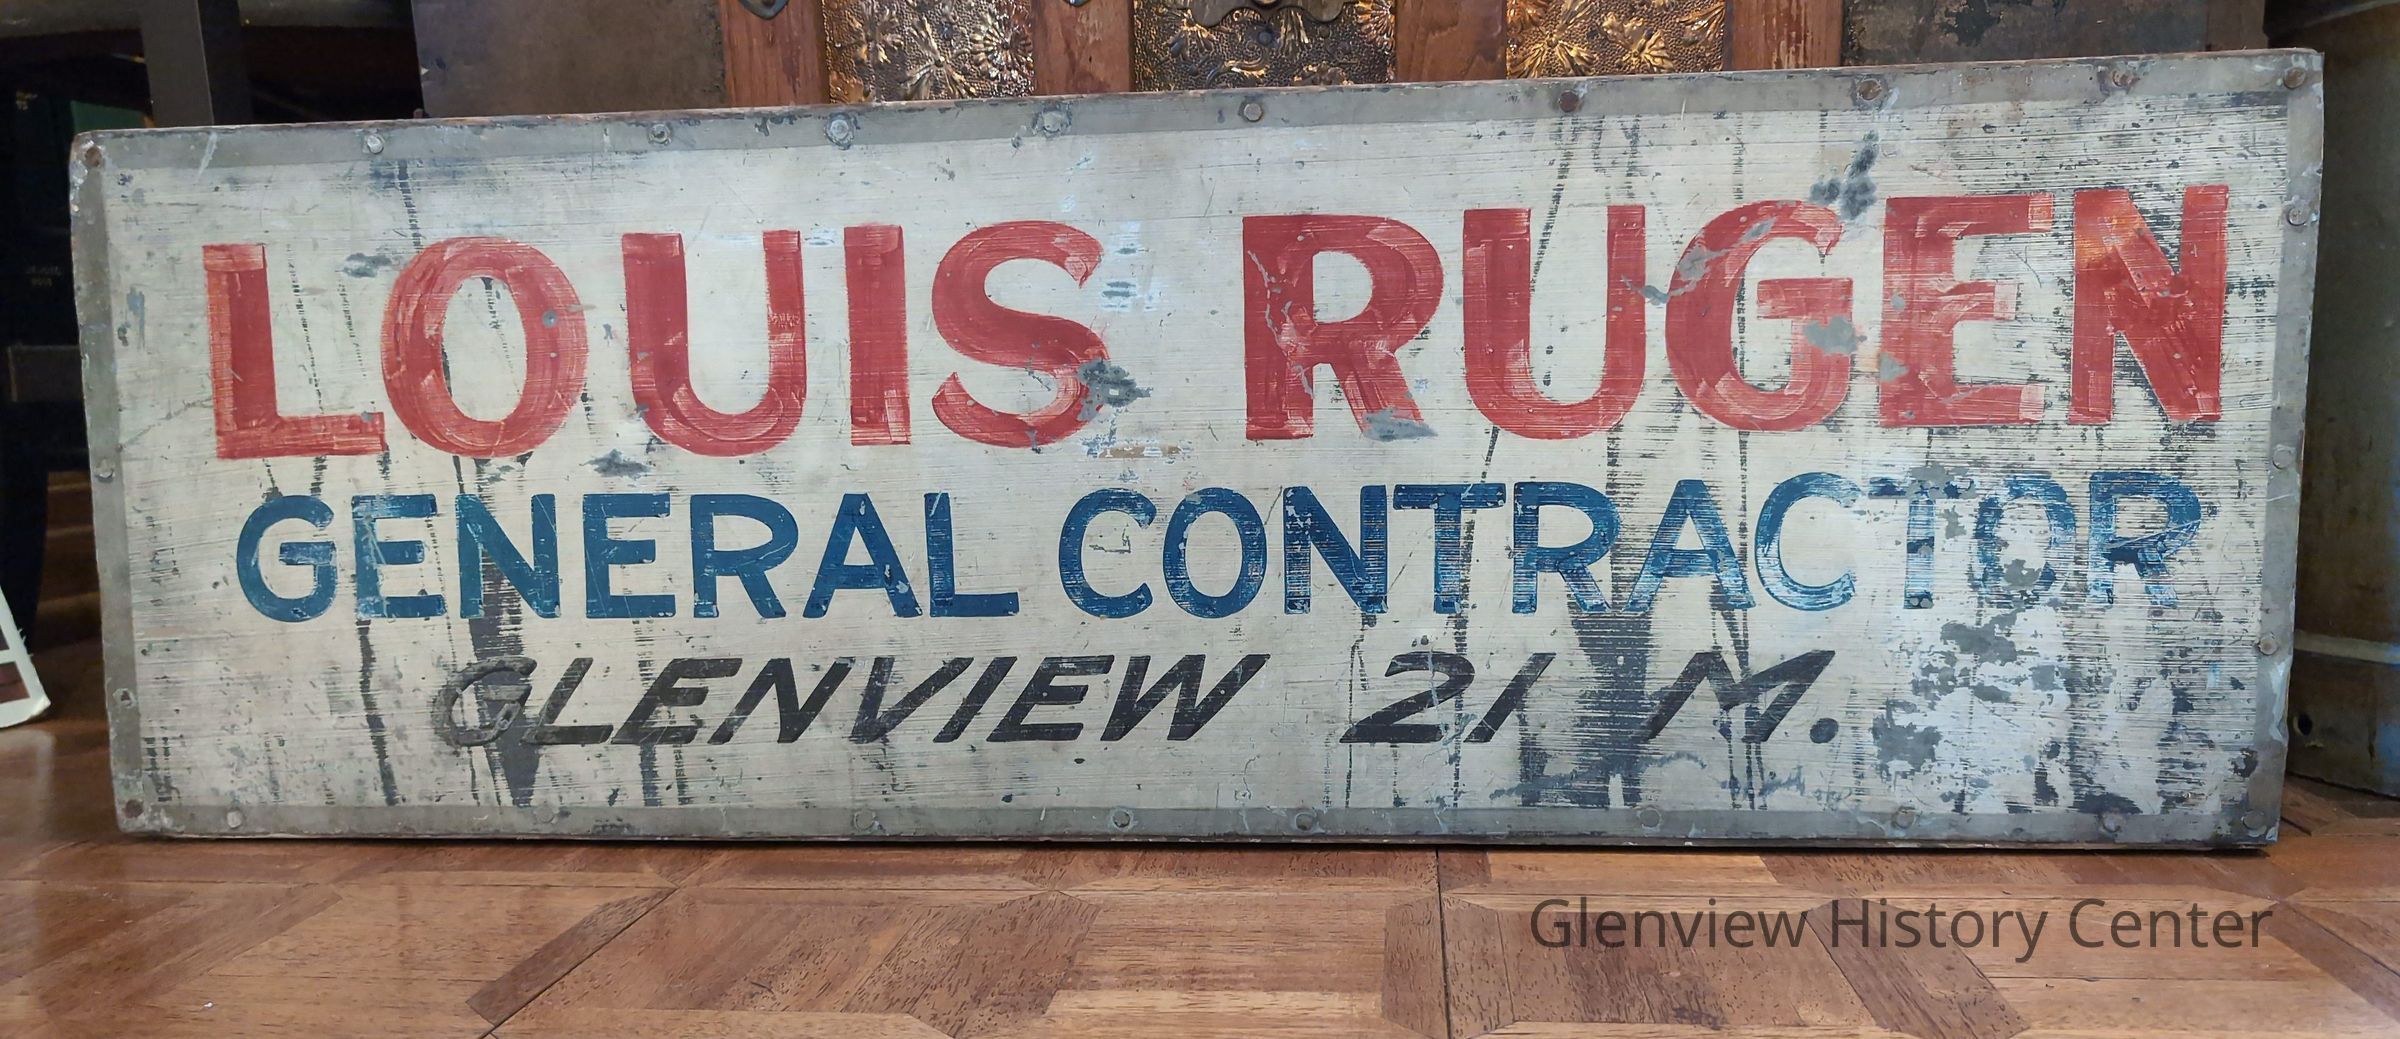 LOUIS RUGEN
GENERAL CONTRACTOR
GLENVIEW 21 M.
Glenview History Center